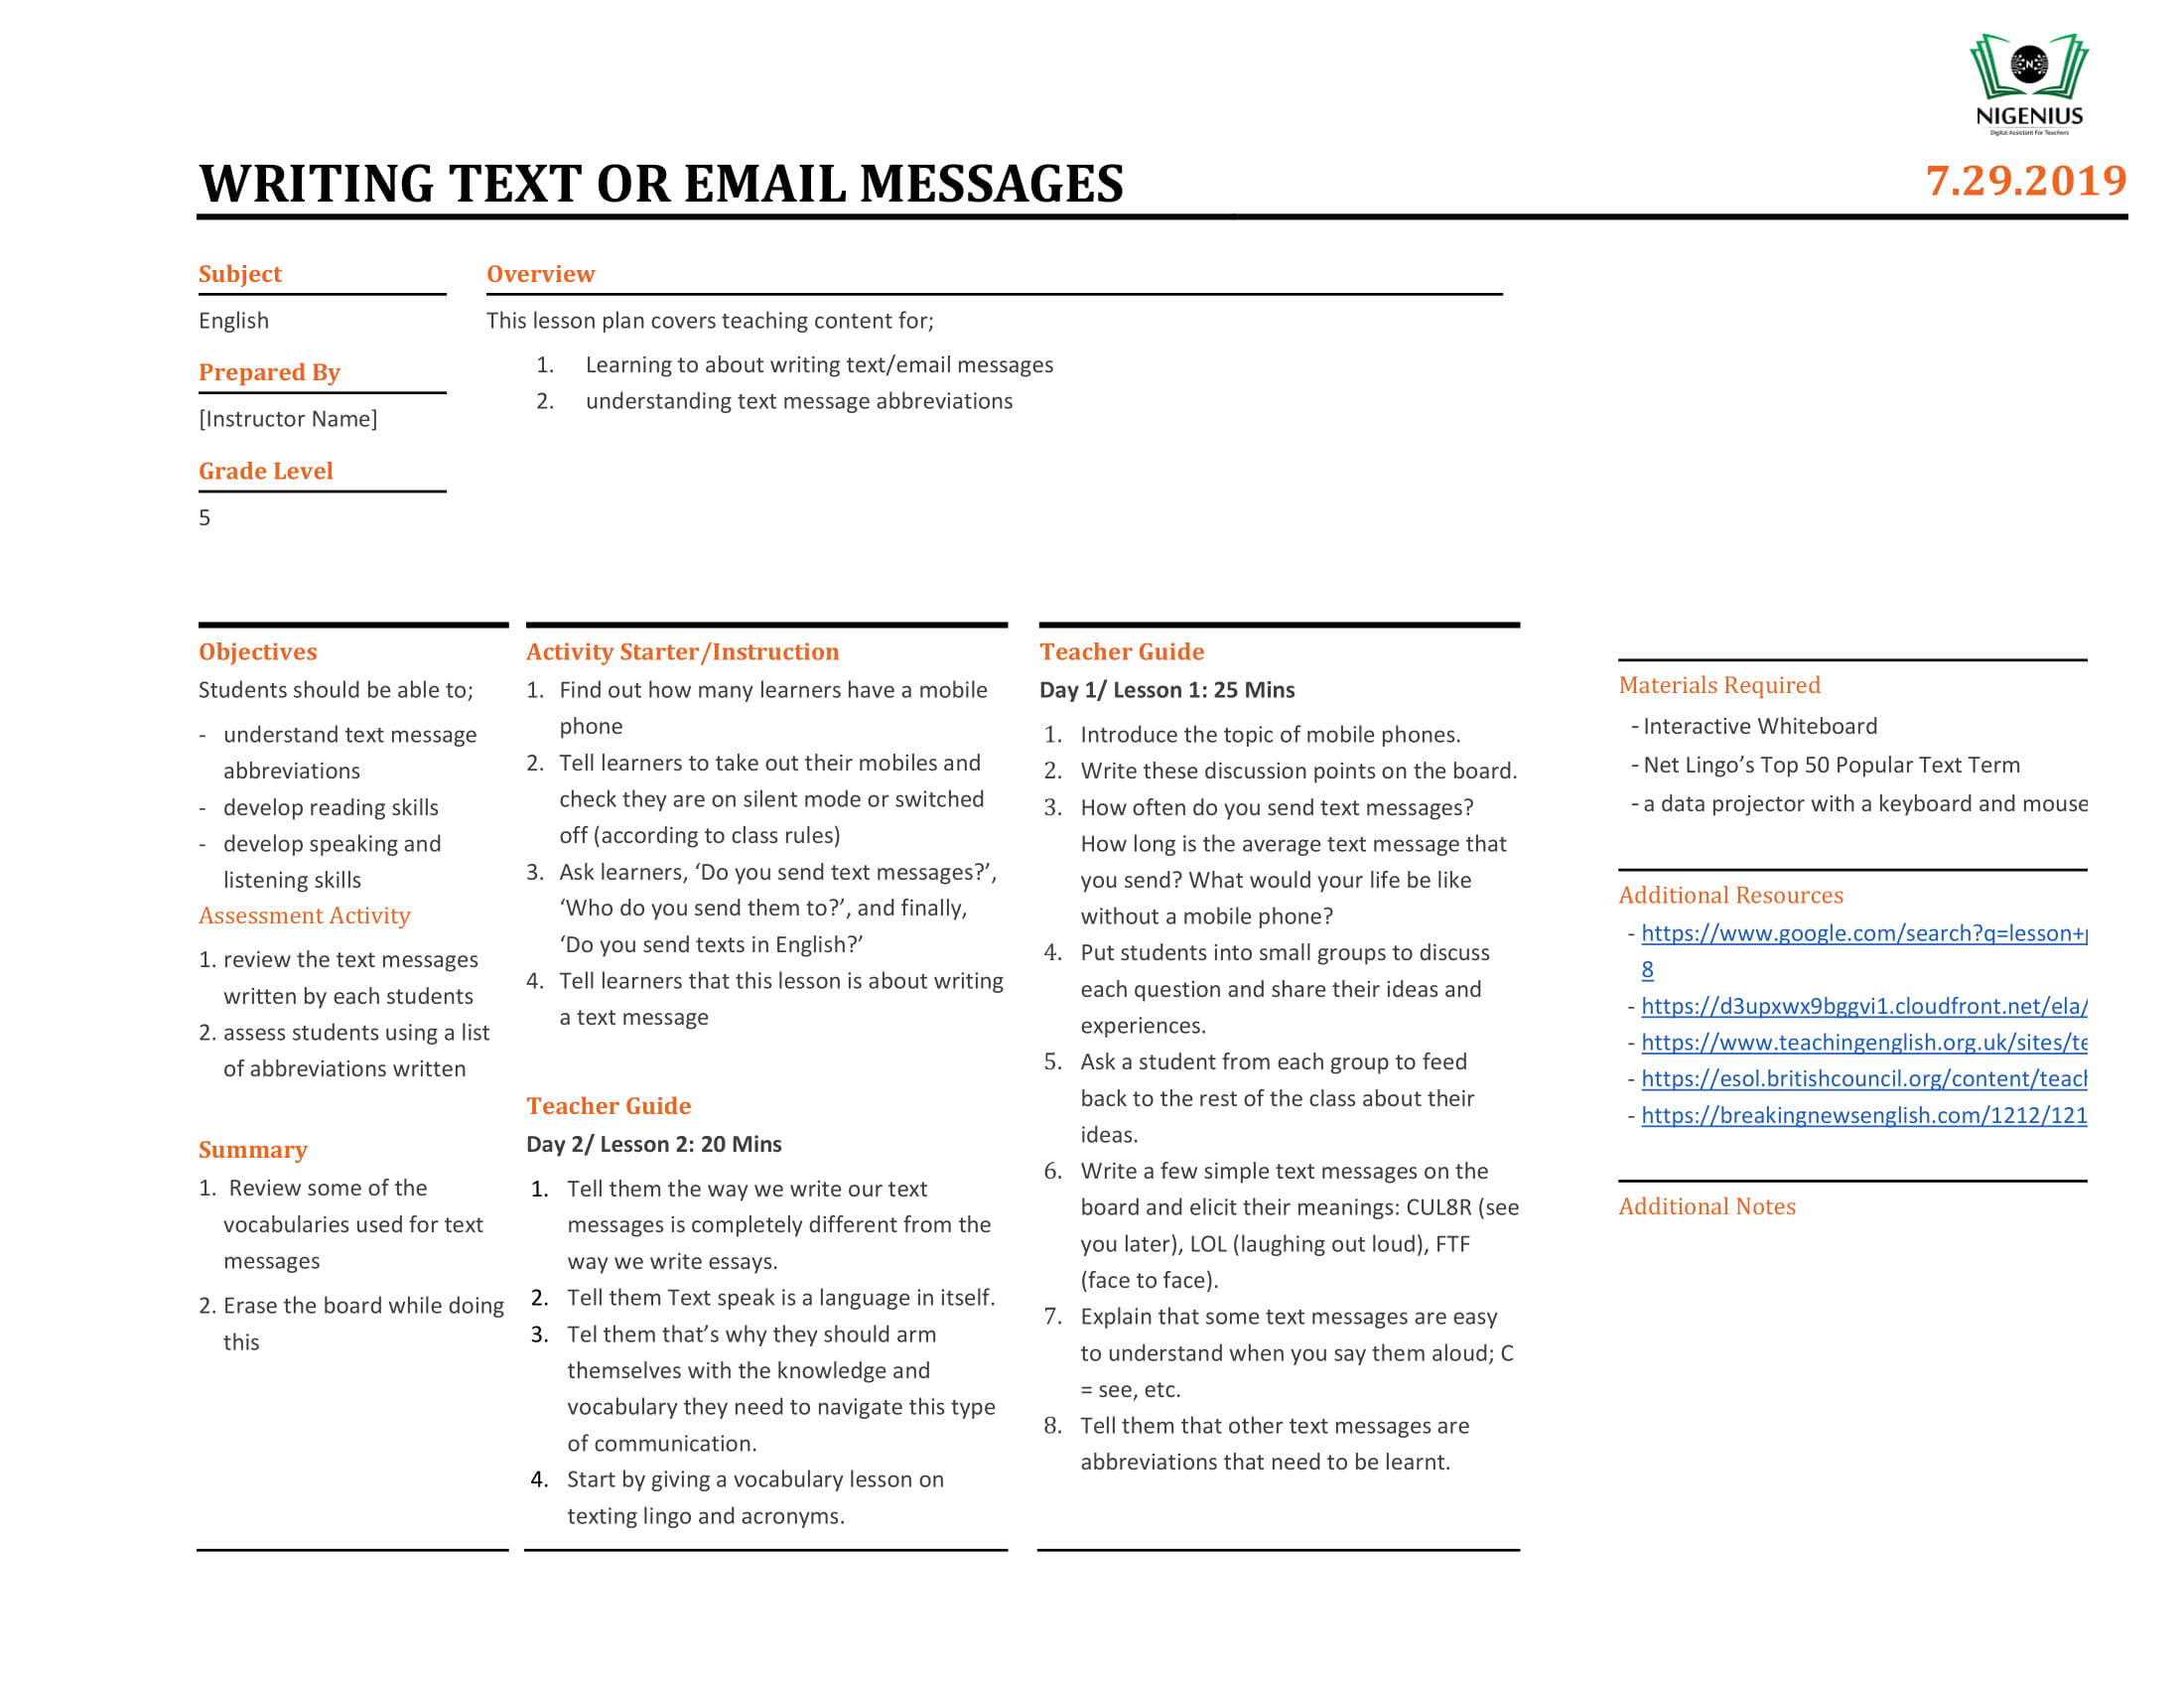 NIGENIUS
Digital Assistant For Teachers
WRITING TEXT OR EMAIL MESSAGES
7.29.2019
Subject
English
Prepared By
[Instructor Name]
Grade Level
5
Overview
This lesson plan covers teaching content for;
1. Learning to about writing text/email messages
2. understanding text message abbreviations
Objectives
Students should be able to;
- understand text message
abbreviations
- develop reading skills
- develop speaking and
listening skills
Assessment Activity
1. review the text messages
written by each students
2. assess students using a list
of abbreviations written
Summary
1. Review some of the
vocabularies used for text
messages
2. Erase the board while doing
this
Activity Starter/Instruction
1. Find out how many learners have a mobile
phone
2. Tell learners to take out their mobiles and
check they are on silent mode or switched
off (according to class rules)
3. Ask learners, ‘Do you send text messages?’,
‘Who do you send them to?’, and finally,
‘Do you send texts in English?’
4. Tell learners that this lesson is about writing
a text message
Teacher Guide
Day 2/ Lesson 2: 20 Mins
1. Tell them the way we write our text
messages is completely different from the
way we write essays.
2. Tell them Text speak is a language in itself.
3. Tel them that’s why they should arm
themselves with the knowledge and
vocabulary they need to navigate this type
of communication.
4. Start by giving a vocabulary lesson on
texting lingo and acronyms.
Teacher Guide
Day 1/ Lesson 1: 25 Mins
1. Introduce the topic of mobile phones.
2. Write these discussion points on the board.
3. How often do you send text messages?
How long is the average text message that
you send? What would your life be like
without a mobile phone?
4. Put students into small groups to discuss
each question and share their ideas and
experiences.
5. Ask a student from each group to feed
back to the rest of the class about their
ideas.
6. Write a few simple text messages on the
board and elicit their meanings: CUL8R (see
you later), LOL (laughing out loud), FTF
(face to face).
7. Explain that some text messages are easy
to understand when you say them aloud; C
= see, etc.
8. Tell them that other text messages are
abbreviations that need to be learnt.
Materials Required
- Interactive Whiteboard
- Net Lingo’s Top 50 Popular Text Term
- a data projector with a keyboard and mouse
Additional Resources
- https://www.google.com/search?q=lesson+
8
- https://d3upxwx9bggvi1.cloudfront.net/ela/
- https://www.teachingenglish.org.uk/sites/te
- https://esol.britishcouncil.org/content/teach
- https://breakingnewsenglish.com/1212/121
Additional Notes